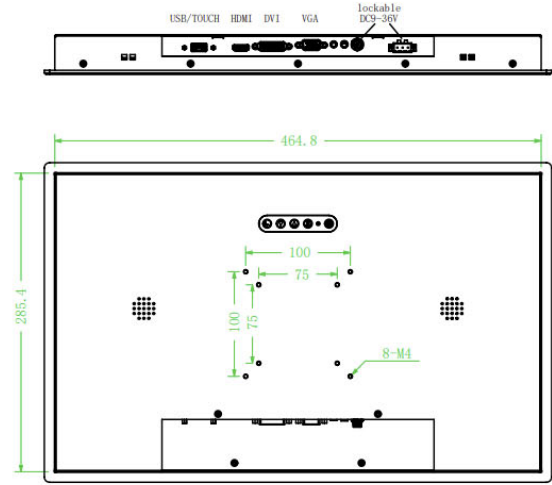 lockable
USB/TOUCH HDMI DVI VGA DC9-36V
464.8
100
75
285.4
100
75
8-M4